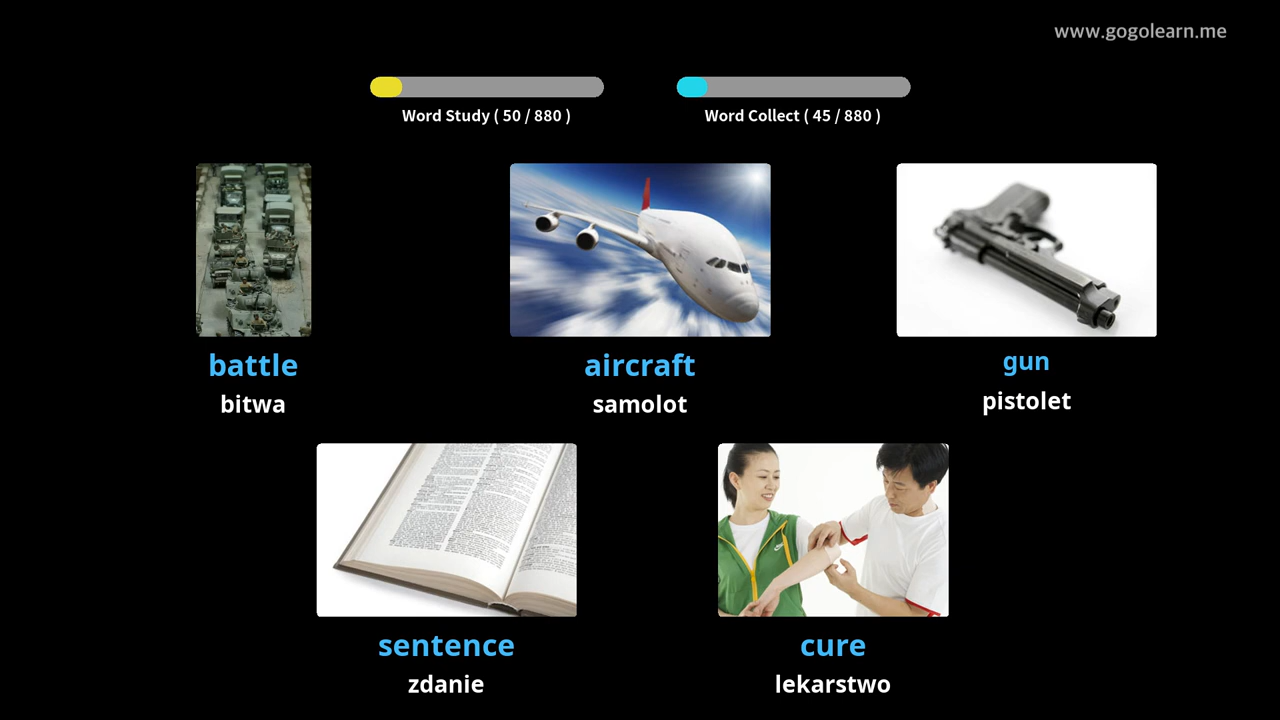 www.gogolearn.me
Word Study ( 50 / 880 )
Word Collect ( 45 / 880 )
battle
bitwa
aircraft
samolot
gun
pistolet
sentence
zdanie
cure
lekarstwo